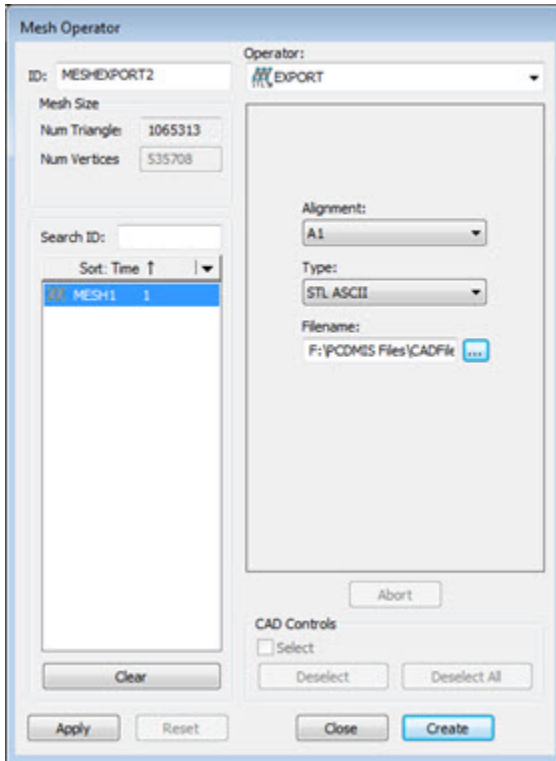 Mesh Operator
ID: MESHEXPORT2
Operator:
EXPORT
Mesh Size
Num Triangle: 1065313
Num Vertices 535708
Search ID:
Sort: Time ↑
MESH1 1
Clear
Apply Reset
Alignment:
A1
Type:
STL ASCII
Filename:
F:\PCDMIS Files\CADFile
...
Abort
CAD Controls
Select
Deselect Deselect All
Close Create